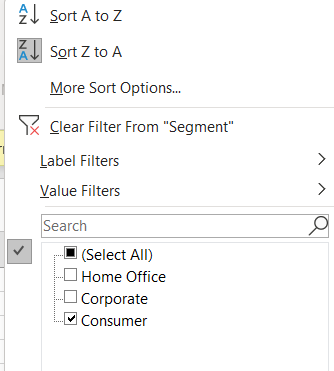 Sort A to Z
Sort Z to A
More Sort Options...
Clear Filter From "Segment"
Label Filters
Value Filters
Search
(Select All)
Home Office
Corporate
Consumer